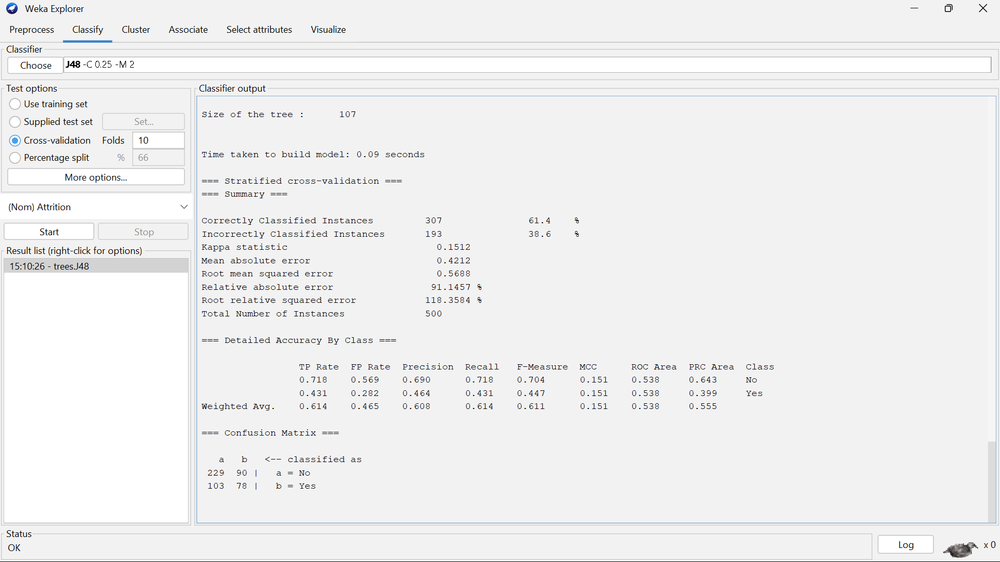 Weka Explorer
Preprocess Classify Cluster Associate Select attributes Visualize
Classifier
Choose J48 -C 0.25 -M 2
Test options
Use training set
Supplied test set Set...
Cross-validation Folds 10
Percentage split % 66
More options...
(Nom) Attrition
Start Stop
Result list (right-click for options)
15:10:26 - trees.J48
Classifier output
Size of the tree : 107
Time taken to build model: 0.09 seconds
=== Stratified cross-validation ===
=== Summary ===
Correctly Classified Instances 307 61.4 %
Incorrectly Classified Instances 193 38.6 %
Kappa statistic 0.1512
Mean absolute error 0.4212
Root mean squared error 0.5688
Relative absolute error 91.1457 %
Root relative squared error 118.3584 %
Total Number of Instances 500
=== Detailed Accuracy By Class ===
TP Rate FP Rate Precision Recall F-Measure MCC ROC Area PRC Area Class
0.718 0.569 0.690 0.718 0.704 0.151 0.538 0.643 No
0.431 0.282 0.464 0.431 0.447 0.151 0.538 0.399 Yes
Weighted Avg. 0.614 0.465 0.608 0.614 0.611 0.151 0.538 0.555
=== Confusion Matrix ===
a b <-- classified as
229 90 | a = No
103 78 | b = Yes
Status
OK
Log x 0